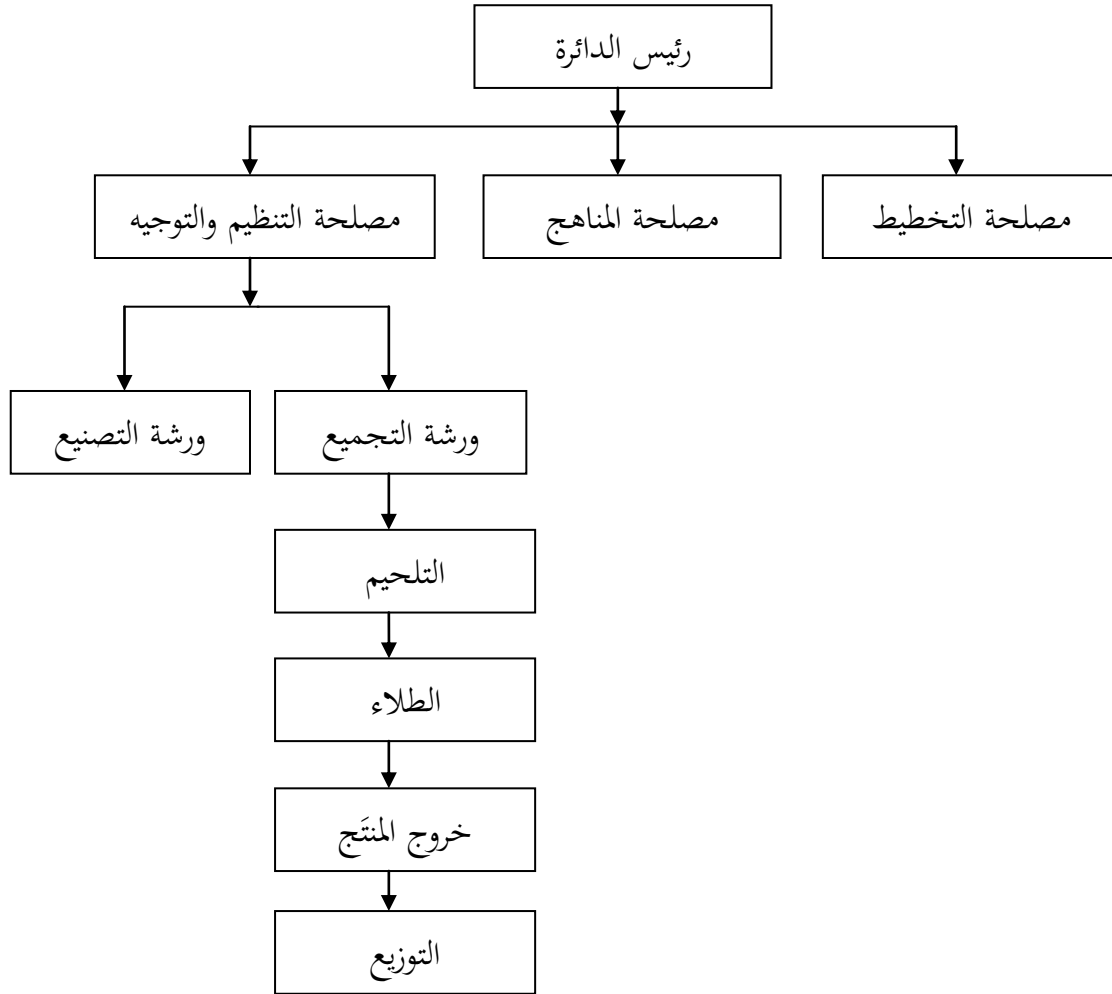 رئيس الدائرة
مصلحة التخطيط
مصلحة المناهج
مصلحة التنظيم والتوجيه
ورشة التجميع
ورشة التصنيع
التلحيم
الطلاء
خروج المنتَج
التوزيع